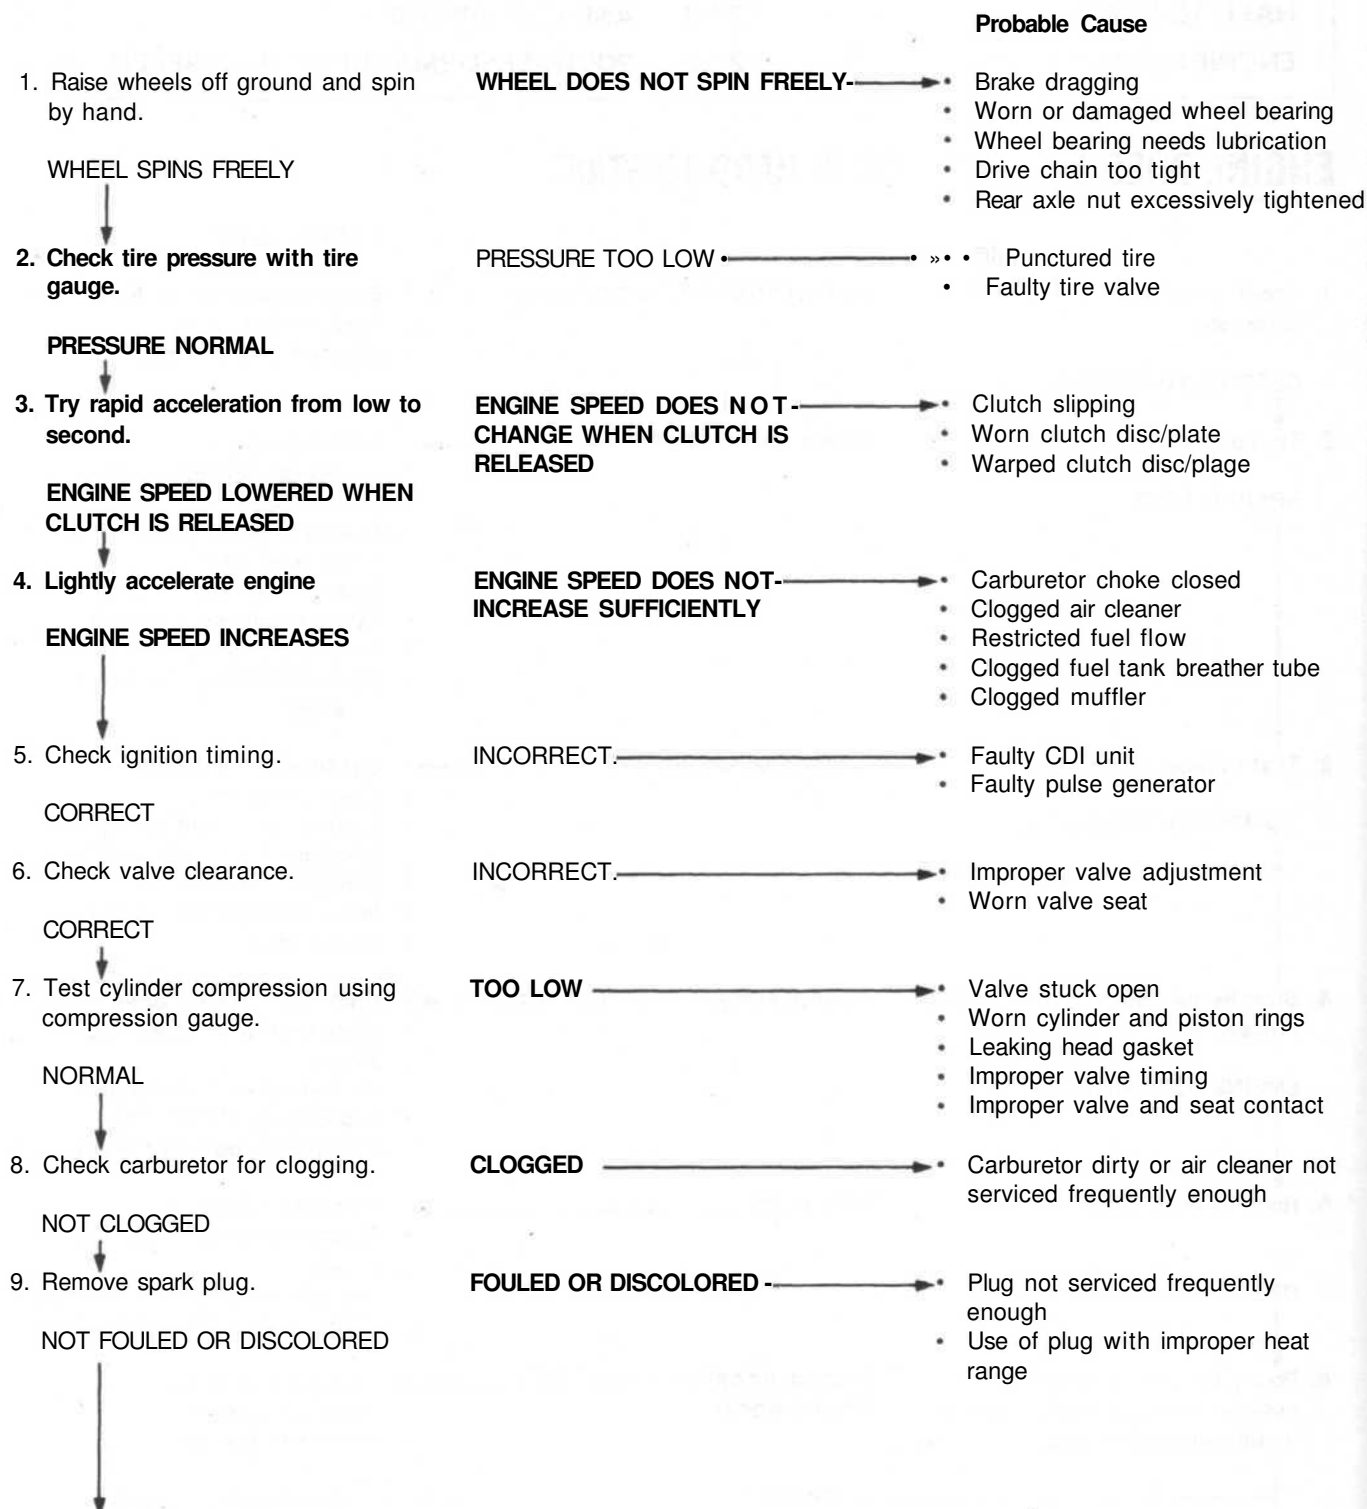 Probable Cause
1. Raise wheels off ground and spin
by hand.
WHEEL DOES NOT SPIN FREELY-
• Brake dragging
• Worn or damaged wheel bearing
• Wheel bearing needs lubrication
• Drive chain too tight
• Rear axle nut excessively tightened
WHEEL SPINS FREELY
2. Check tire pressure with tire
gauge.
PRESSURE TOO LOW •
• »• • Punctured tire
• Faulty tire valve
PRESSURE NORMAL
3. Try rapid acceleration from low to
second.
ENGINE SPEED DOES NOT-
CHANGE WHEN CLUTCH IS
RELEASED
• Clutch slipping
• Worn clutch disc/plate
• Warped clutch disc/plage
ENGINE SPEED LOWERED WHEN
CLUTCH IS RELEASED
4. Lightly accelerate engine
ENGINE SPEED DOES NOT-
INCREASE SUFFICIENTLY
• Carburetor choke closed
• Clogged air cleaner
• Restricted fuel flow
• Clogged fuel tank breather tube
• Clogged muffler
ENGINE SPEED INCREASES
5. Check ignition timing.
INCORRECT.
• Faulty CDI unit
• Faulty pulse generator
CORRECT
6. Check valve clearance.
INCORRECT.
• Improper valve adjustment
• Worn valve seat
CORRECT
7. Test cylinder compression using
compression gauge.
TOO LOW
• Valve stuck open
• Worn cylinder and piston rings
• Leaking head gasket
• Improper valve timing
• Improper valve and seat contact
NORMAL
8. Check carburetor for clogging.
CLOGGED
• Carburetor dirty or air cleaner not
serviced frequently enough
NOT CLOGGED
9. Remove spark plug.
FOULED OR DISCOLORED -
• Plug not serviced frequently
enough
• Use of plug with improper heat
range
NOT FOULED OR DISCOLORED